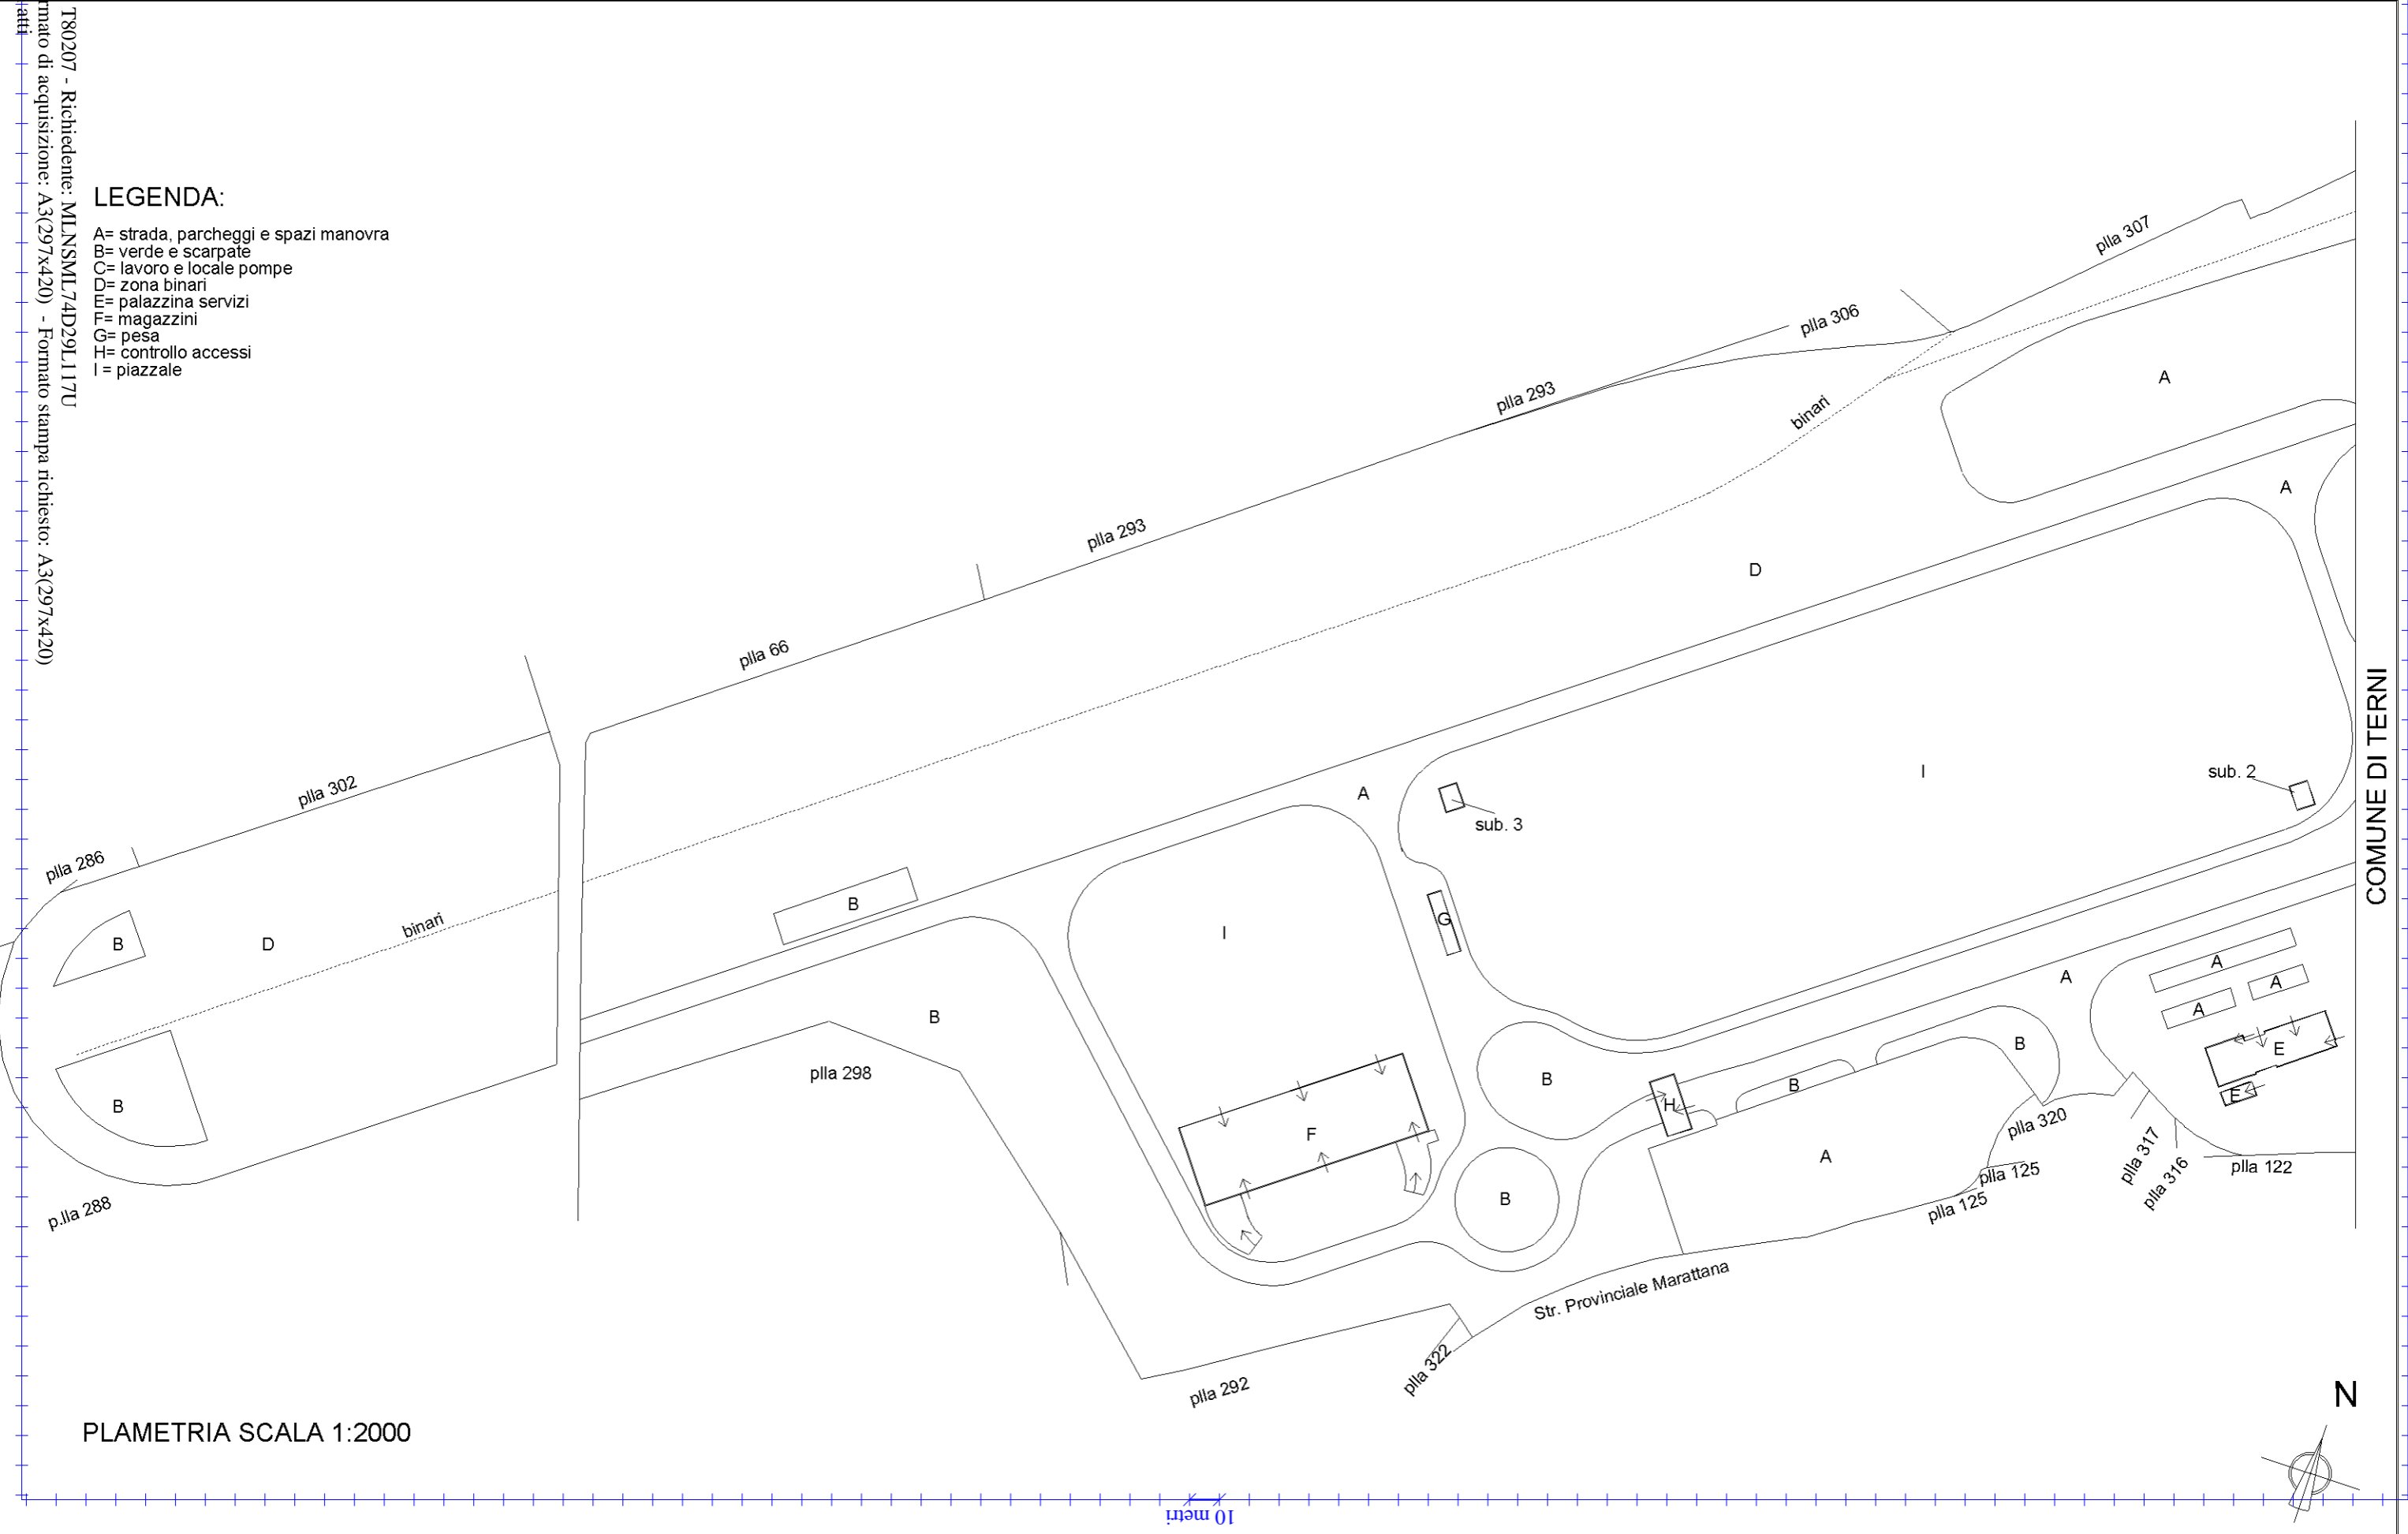 T80207 - Richiedente: MLNSML74D29L117U
rmato di acquisizione: A3(297x420) - Formato stampa richiesto: A3(297x420)
LEGENDA:
A= strada, parcheggi e spazi manovra
B= verde e scarpate
C= lavoro e locale pompe
D= zona binari
E= palazzina servizi
F= magazzini
G= pesa
H= controllo accessi
I = piazzale
plla 307
plla 306
A
plla 293
binari
A
plla 293
D
plla 66
COMUNE DI TERNI
I
sub. 2
plla 302
A
sub. 3
plla 286
B
G
binari
I
B
D
A
A
A
A
B
B
E
plla 298
B
B
E
B
H
B
F
plla 320
A
plla 317
plla 316
plla 122
plla 125
plla 125
B
p.lla 288
Str. Provinciale Marattana
plla 322
plla 292
N
PLAMETRIA SCALA 1:2000
10 metri